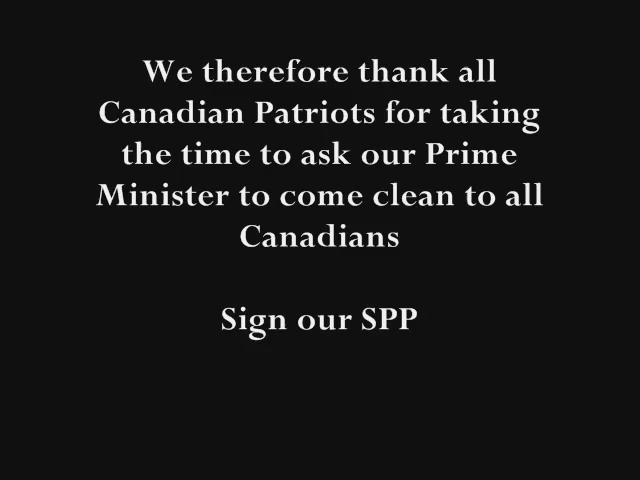 We therefore thank all
Canadian Patriots for taking
the time to ask our Prime
Minister to come clean to all
Canadians
Sign our SPP